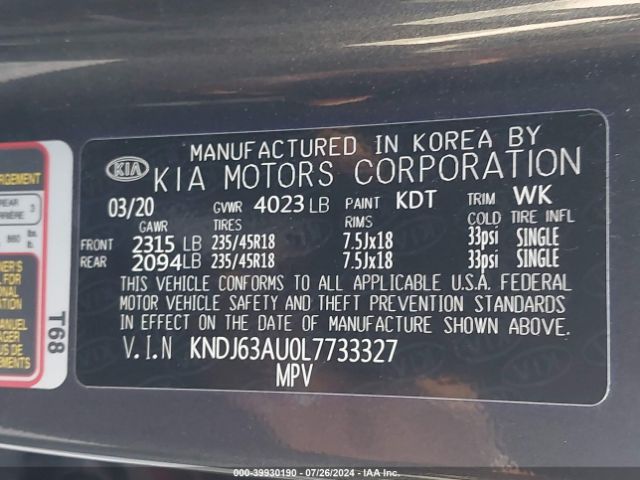 MANUFACTURED IN KOREA BY
KIA KIA MOTORS CORPORATION
03/20 GVWR 4023 LB PAINT KDT TRIM WK
GAWR TIRES RIMS COLD TIRE INFL
FRONT 2315 LB 235/45R18 7.5Jx18 33psi SINGLE
REAR 2094 LB 235/45R18 7.5Jx18 33psi SINGLE
THIS VEHICLE CONFORMS TO ALL APPLICABLE U.S.A. FEDERAL
MOTOR VEHICLE SAFETY AND THEFT PREVENTION STANDARDS
IN EFFECT ON THE DATE OF MANUFACTURE SHOWN ABOVE.
V.I.N KNDJ63AU0L7733327
MPV
REAR
3
lbs.
T68
000-39930190 - 07/26/2024 - IAA Inc.